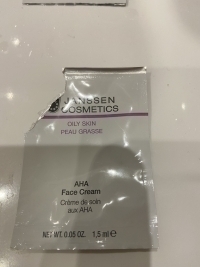 JANSSEN
COSMETICS
OILY SKIN
PEAU GRASSE
AHA
Face Cream
Crème de soin
aux AHA
NET WT. 0.05 OZ. 1,5 ml ℮